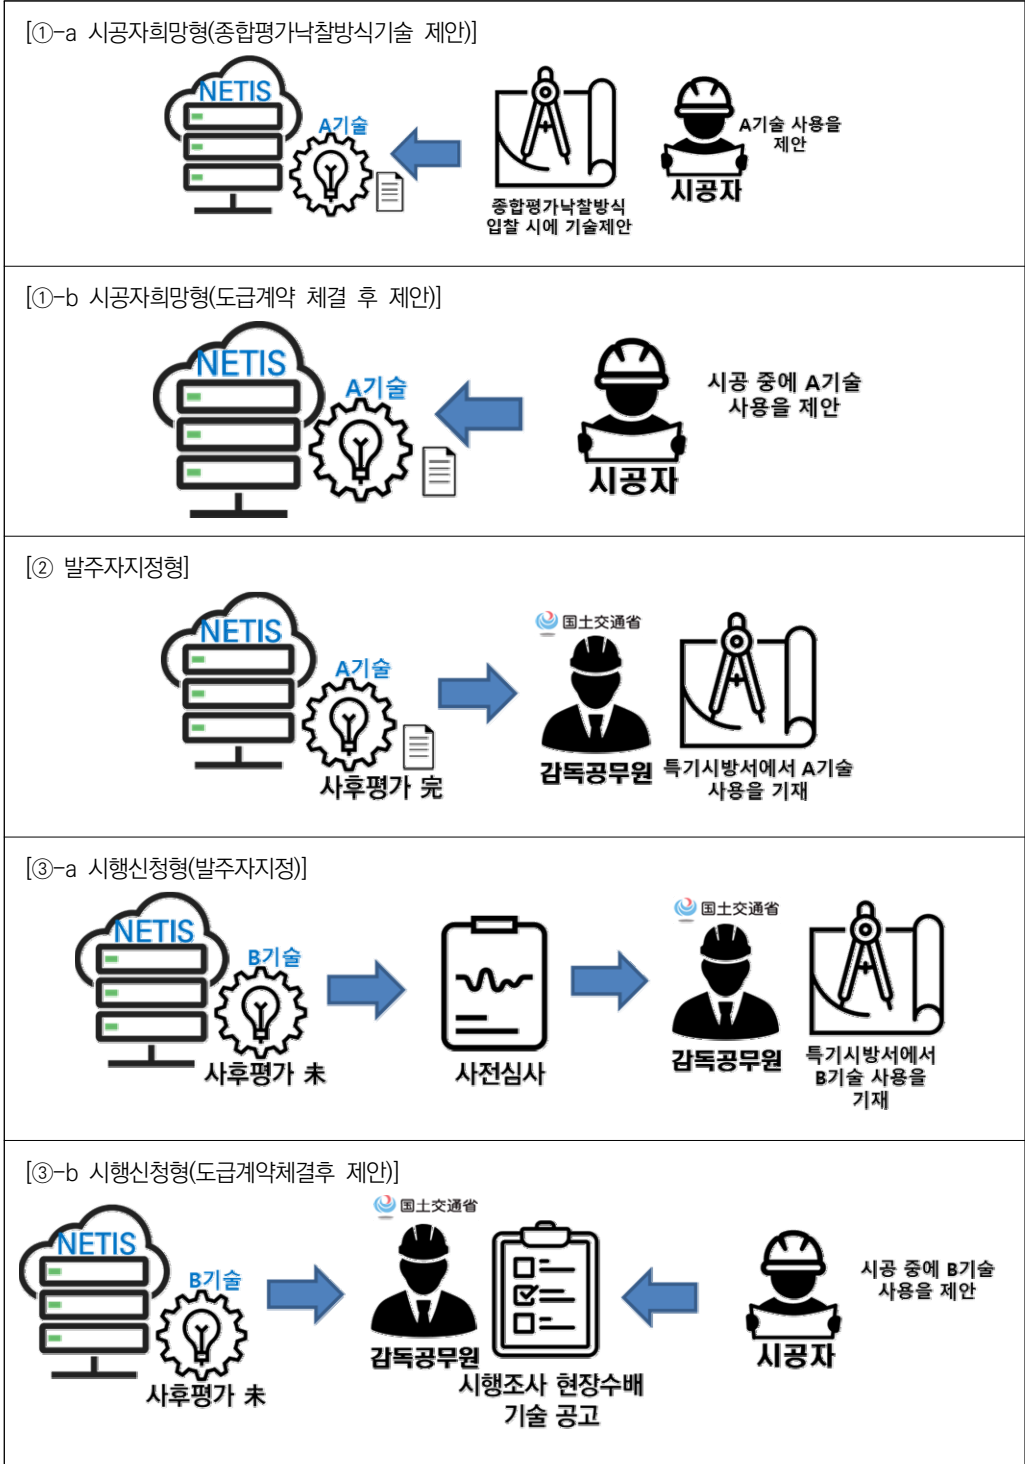 [①-a 시공자희망형(종합평가낙찰방식기술 제안)]
NETIS
A기술
종합평가낙찰방식
입찰 시에 기술제안
시공자
A기술 사용을
제안
[①-b 시공자희망형(도급계약 체결 후 제안)]
NETIS
A기술
시공자
시공 중에 A기술
사용을 제안
[② 발주자지정형]
NETIS
A기술
사후평가 完
国土交通省
감독공무원
특기시방서에서 A기술
사용을 기재
[③-a 시행신청형(발주자지정)]
NETIS
B기술
사후평가 未
사전심사
国土交通省
감독공무원
특기시방서에서
B기술 사용을
기재
[③-b 시행신청형(도급계약체결후 제안)]
NETIS
B기술
사후평가 未
国土交通省
감독공무원
시행조사 현장수배
기술 공고
시공자
시공 중에 B기술
사용을 제안